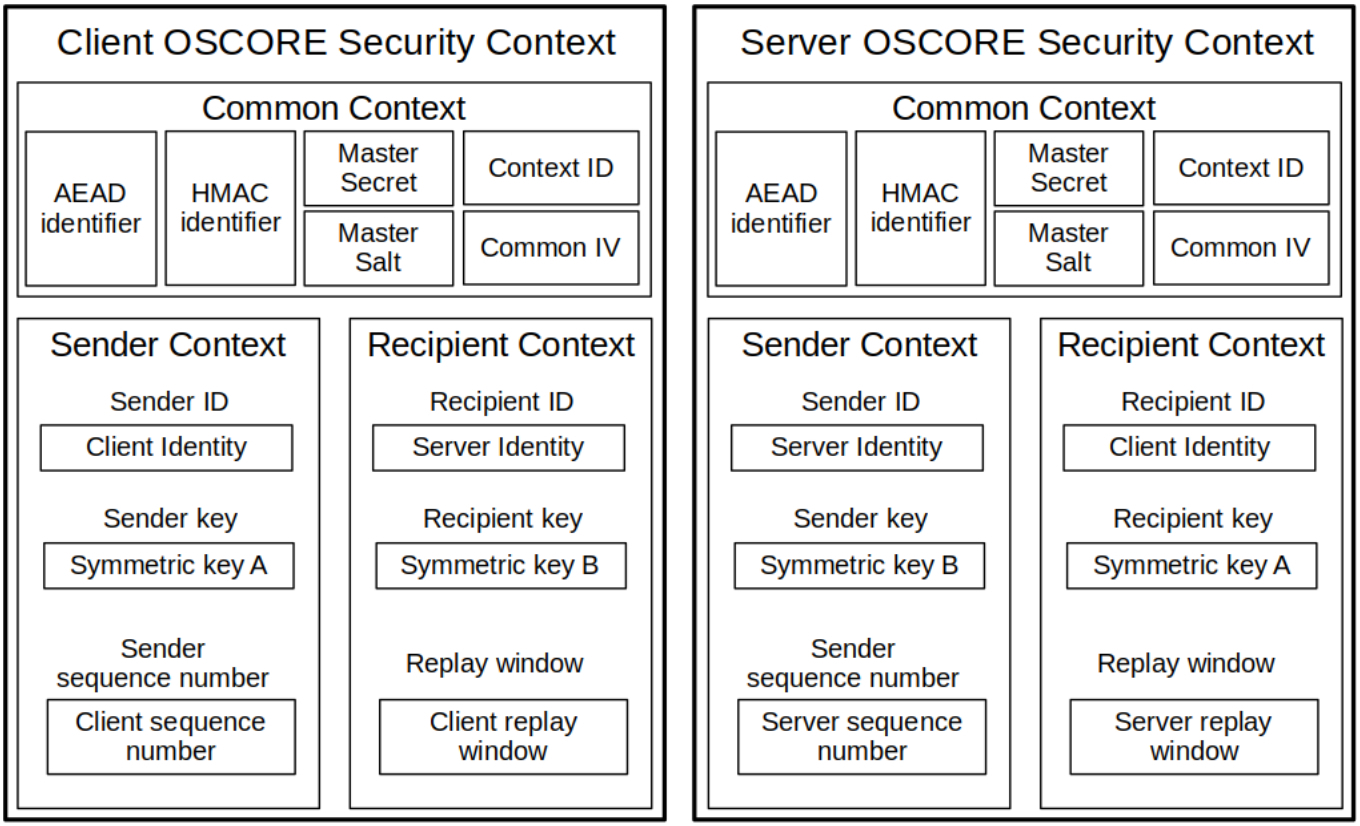 Client OSCORE Security Context
Common Context
AEAD
identifier
HMAC
identifier
Master
Secret
Master
Salt
Context ID
Common IV
Sender Context
Sender ID
Client Identity
Sender key
Symmetric key A
Sender
sequence number
Client sequence
number
Recipient Context
Recipient ID
Server Identity
Recipient key
Symmetric key B
Replay window
Client replay
window
Server OSCORE Security Context
Common Context
AEAD
identifier
HMAC
identifier
Master
Secret
Master
Salt
Context ID
Common IV
Sender Context
Sender ID
Server Identity
Sender key
Symmetric key B
Sender
sequence number
Server sequence
number
Recipient Context
Recipient ID
Client Identity
Recipient key
Symmetric key A
Replay window
Server replay
window